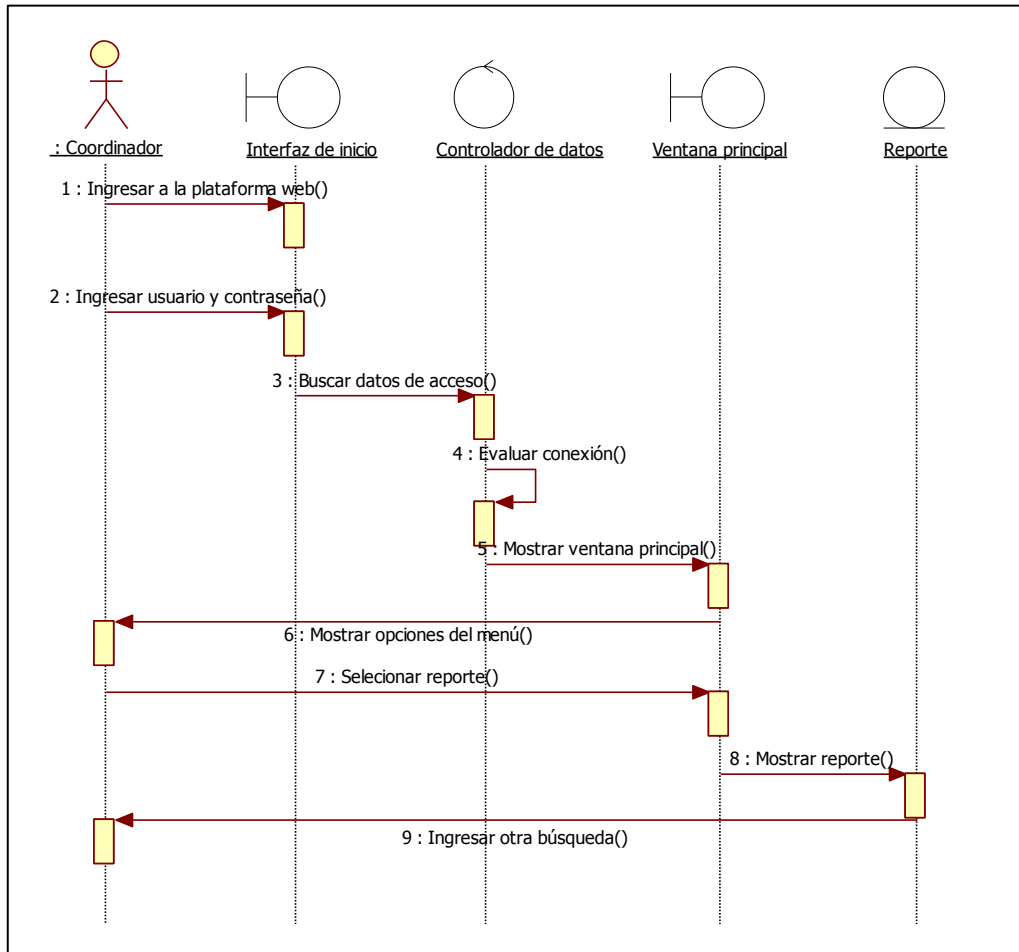 : Coordinador
Interfaz de inicio
Controlador de datos
Ventana principal
Reporte
1 : Ingresar a la plataforma web()
2 : Ingresar usuario y contraseña()
3 : Buscar datos de acceso()
4 : Evaluar conexión()
5 : Mostrar ventana principal()
6 : Mostrar opciones del menú()
7 : Selecionar reporte()
8 : Mostrar reporte()
9 : Ingresar otra búsqueda()